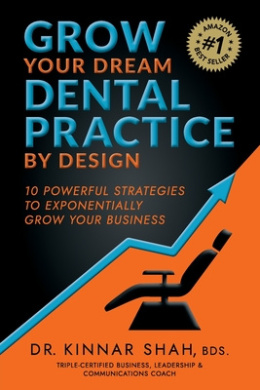 GROW
YOUR DREAM
DENTAL
PRACTICE
BY DESIGN
AMAZON
#1
BEST SELLER
10 POWERFUL STRATEGIES
TO EXPONENTIALLY
GROW YOUR BUSINESS
DR. KINNAR SHAH, BDS.
TRIPLE-CERTIFIED BUSINESS, LEADERSHIP &
COMMUNICATIONS COACH